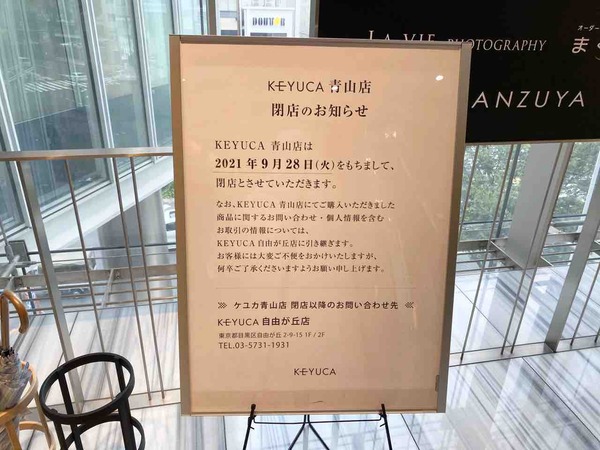 LA VIE PHOTOGRAPHY
ANZUYA
KEYUCA 青山店
閉店のお知らせ
KEYUCA 青山店は
2021年9月28日(火)をもちまして、
閉店とさせていただきます。
なお、KEYUCA 青山店にてご購入いただきました
商品に関するお問い合わせ・個人情報を含む
お取引の情報については、
KEYUCA 自由が丘店に引き継ぎます。
お客様には大変ご不便をおかけいたしますが、
何卒ご了承くださいますようお願い申し上げます。
ケユカ青山店 閉店以降のお問い合わせ先
KEYUCA 自由が丘店
東京都目黒区自由が丘 2-9-15 1F / 2F
TEL.03-5731-1931
KEYUCA